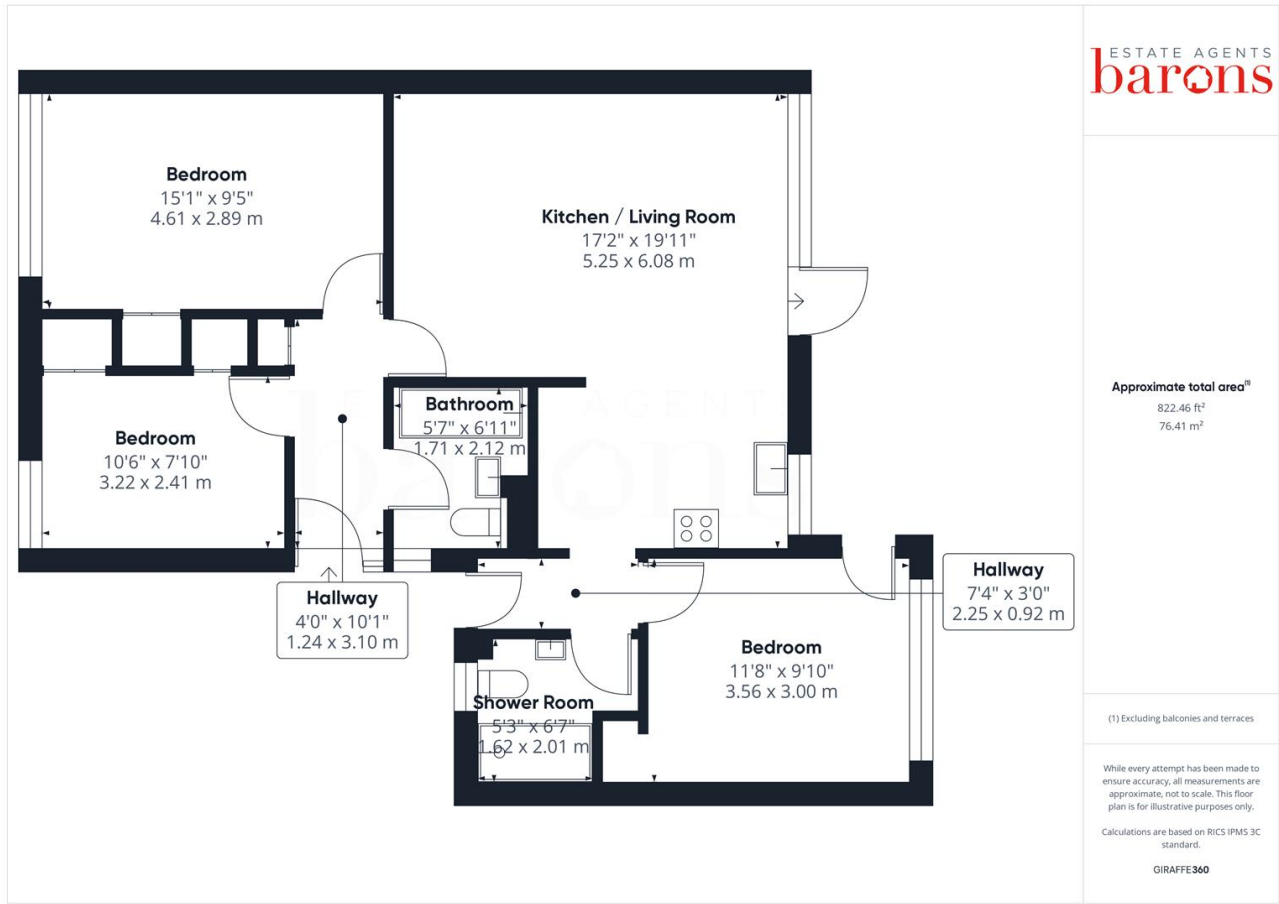 ESTATE AGENTS
barons
Bedroom
15'1" x 9'5"
4.61 x 2.89 m
Kitchen / Living Room
17'2" x 19'11"
5.25 x 6.08 m
Bathroom
5'7" x 6'11"
1.71 x 2.12 m
Bedroom
10'6" x 7'10"
3.22 x 2.41 m
ESTATE AGENTS
barons
Hallway
4'0" x 10'1"
1.24 x 3.10 m
Hallway
7'4" x 3'0"
2.25 x 0.92 m
Bedroom
11'8" x 9'10"
3.56 x 3.00 m
Shower Room
5'3" x 6'7"
1.62 x 2.01 m
Approximate total area(1)
822.46 ft²
76.41 m²
(1) Excluding balconies and terraces
While every attempt has been made to
ensure accuracy, all measurements are
approximate, not to scale. This floor
plan is for illustrative purposes only.
Calculations are based on RICS IPMS 3C
standard.
GIRAFFE360